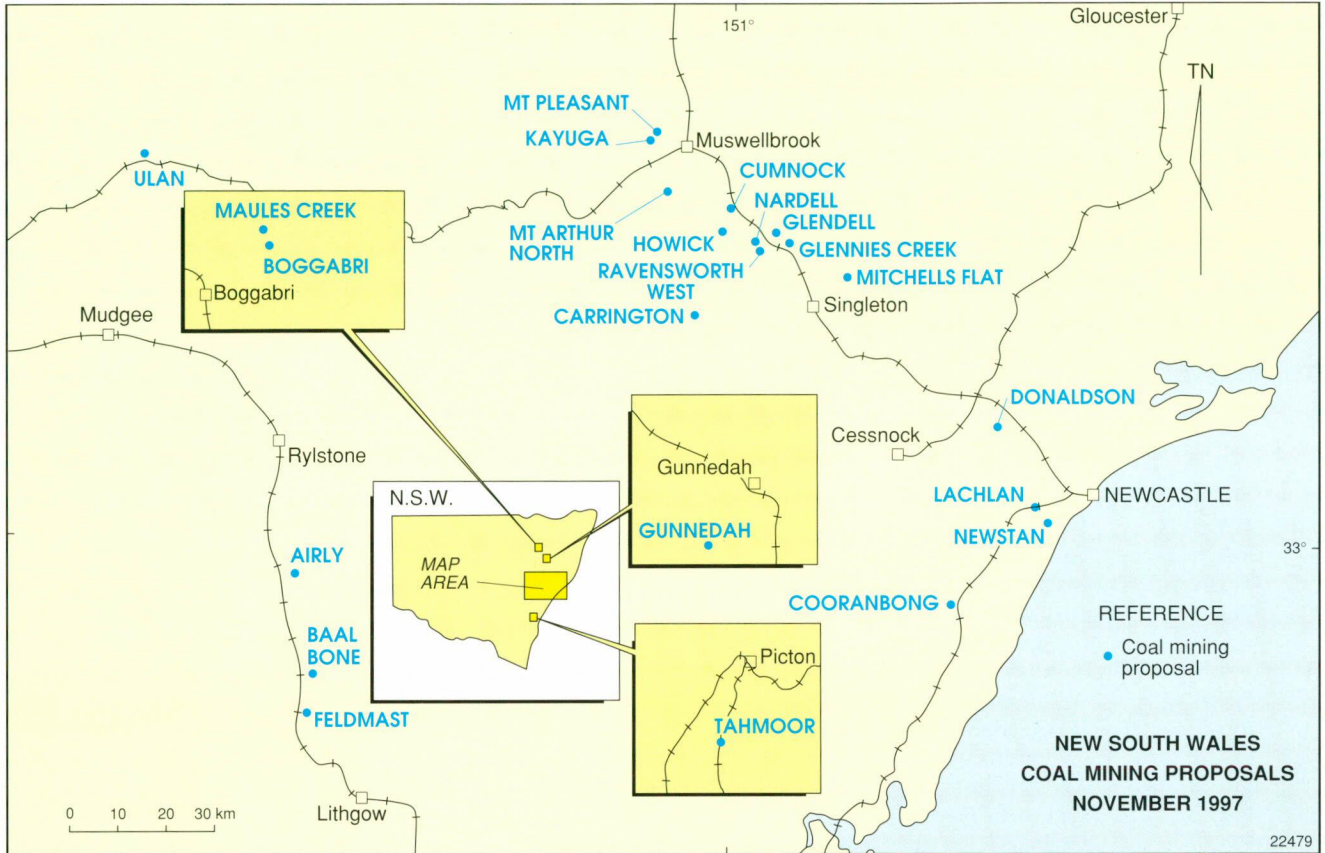 151°
Gloucester
TN
MT PLEASANT
KAYUGA
Muswellbrook
ULAN
CUMNOCK
MAULES CREEK
BOGGABRI
Boggabri
MT ARTHUR
NORTH
NARDELL
HOWICK
GLENDELL
GLENNIES CREEK
RAVENSWORTH
WEST
MITCHELLS FLAT
CARRINGTON
Singleton
Mudgee
DONALDSON
Cessnock
Rylstone
Gunnedah
GUNNEDAH
N.S.W.
MAP
AREA
LACHLAN
NEWCASTLE
NEWSTAN
33°
AIRLY
COORANBONG
BAAL
BONE
FELDMAST
Picton
TAHMOOR
REFERENCE
Coal mining
proposal
0 10 20 30 km
Lithgow
NEW SOUTH WALES
COAL MINING PROPOSALS
NOVEMBER 1997
151°
22479